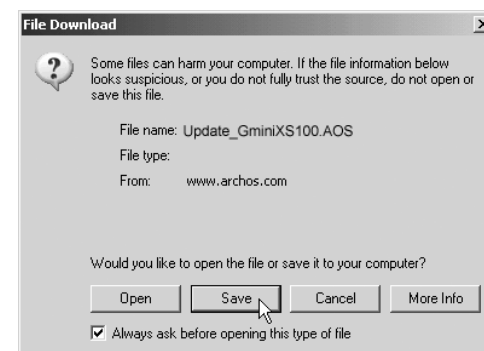 File Download
Some files can harm your computer. If the file information below
looks suspicious, or you do not fully trust the source, do not open or
save this file.
File name: Update_GminiXS100.AOS
File type:
From: www.archos.com
Would you like to open the file or save it to your computer?
Open Save Cancel More Info
Always ask before opening this type of file